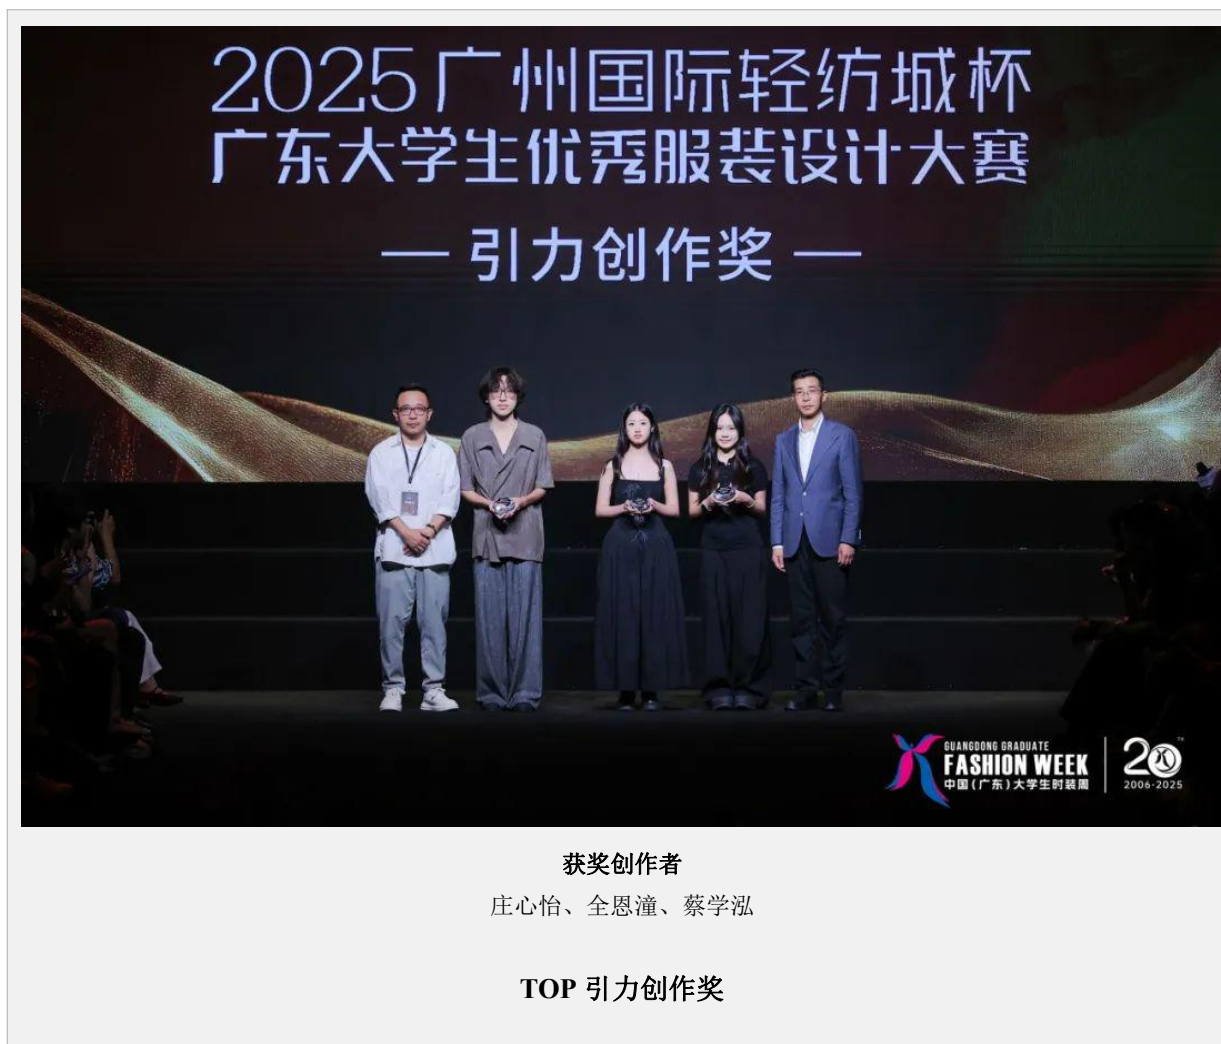 2025广州国际轻纺城杯
广东大学生优秀服装设计大赛
— 引力创作奖 —
GUANGDONG GRADUATE
FASHION WEEK
中国(广东)大学生时装周
20 TM
2006-2025
获奖创作者
庄心怡、全恩潼、蔡学泓
TOP 引力创作奖